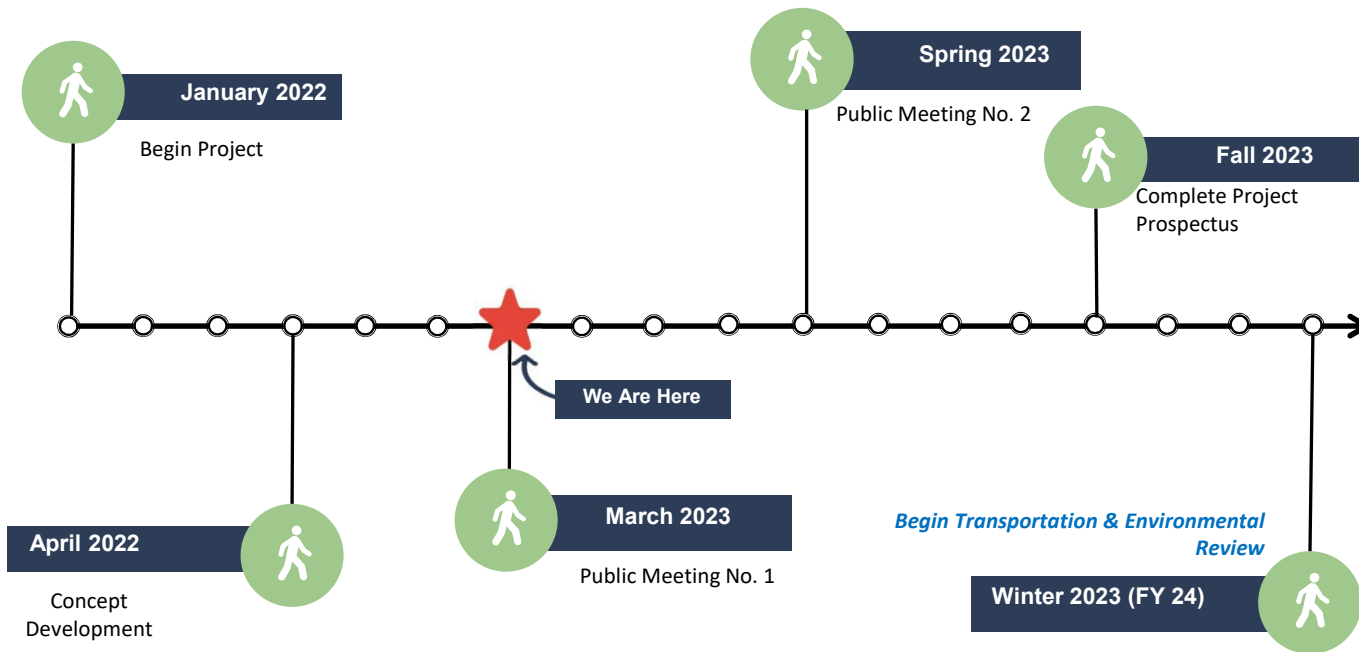 January 2022
Begin Project
Spring 2023
Public Meeting No. 2
Fall 2023
Complete Project
Prospectus
We Are Here
April 2022
Concept
Development
March 2023
Public Meeting No. 1
Begin Transportation & Environmental
Review
Winter 2023 (FY 24)